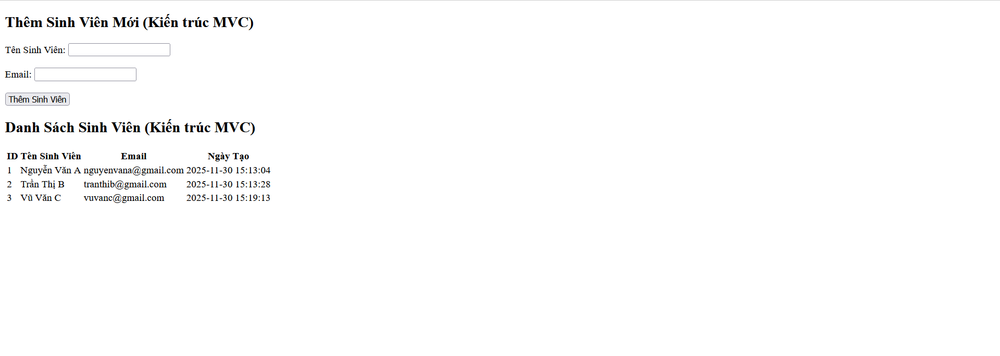 Thêm Sinh Viên Mới (Kiến trúc MVC)
Tên Sinh Viên:
Email:
Thêm Sinh Viên
Danh Sách Sinh Viên (Kiến trúc MVC)
ID Tên Sinh Viên Email Ngày Tạo
1 Nguyễn Văn A nguyenvana@gmail.com 2025-11-30 15:13:04
2 Trần Thị B tranthib@gmail.com 2025-11-30 15:13:28
3 Vũ Văn C vuvanc@gmail.com 2025-11-30 15:19:13